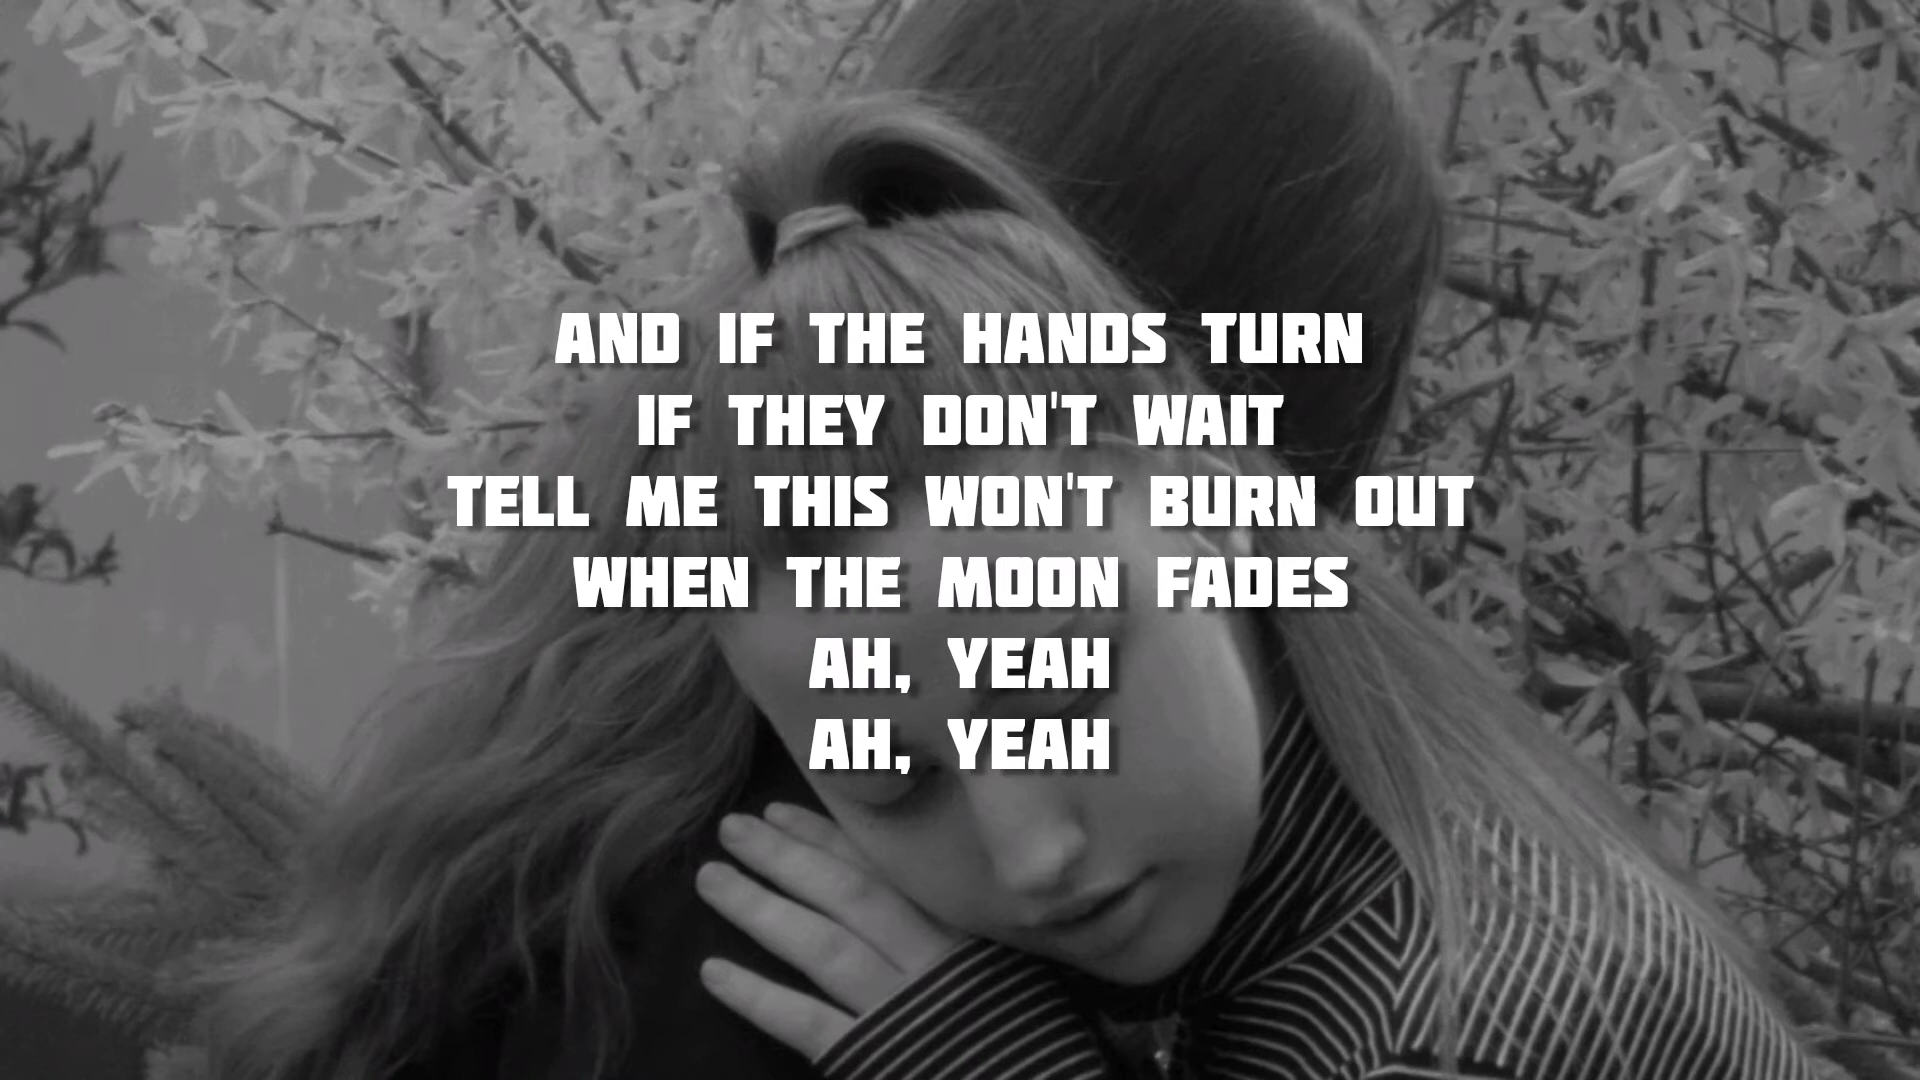 AND IF THE HANDS TURN
IF THEY DON'T WAIT
TELL ME THIS WON'T BURN OUT
WHEN THE MOON FADES
AH, YEAH
AH, YEAH